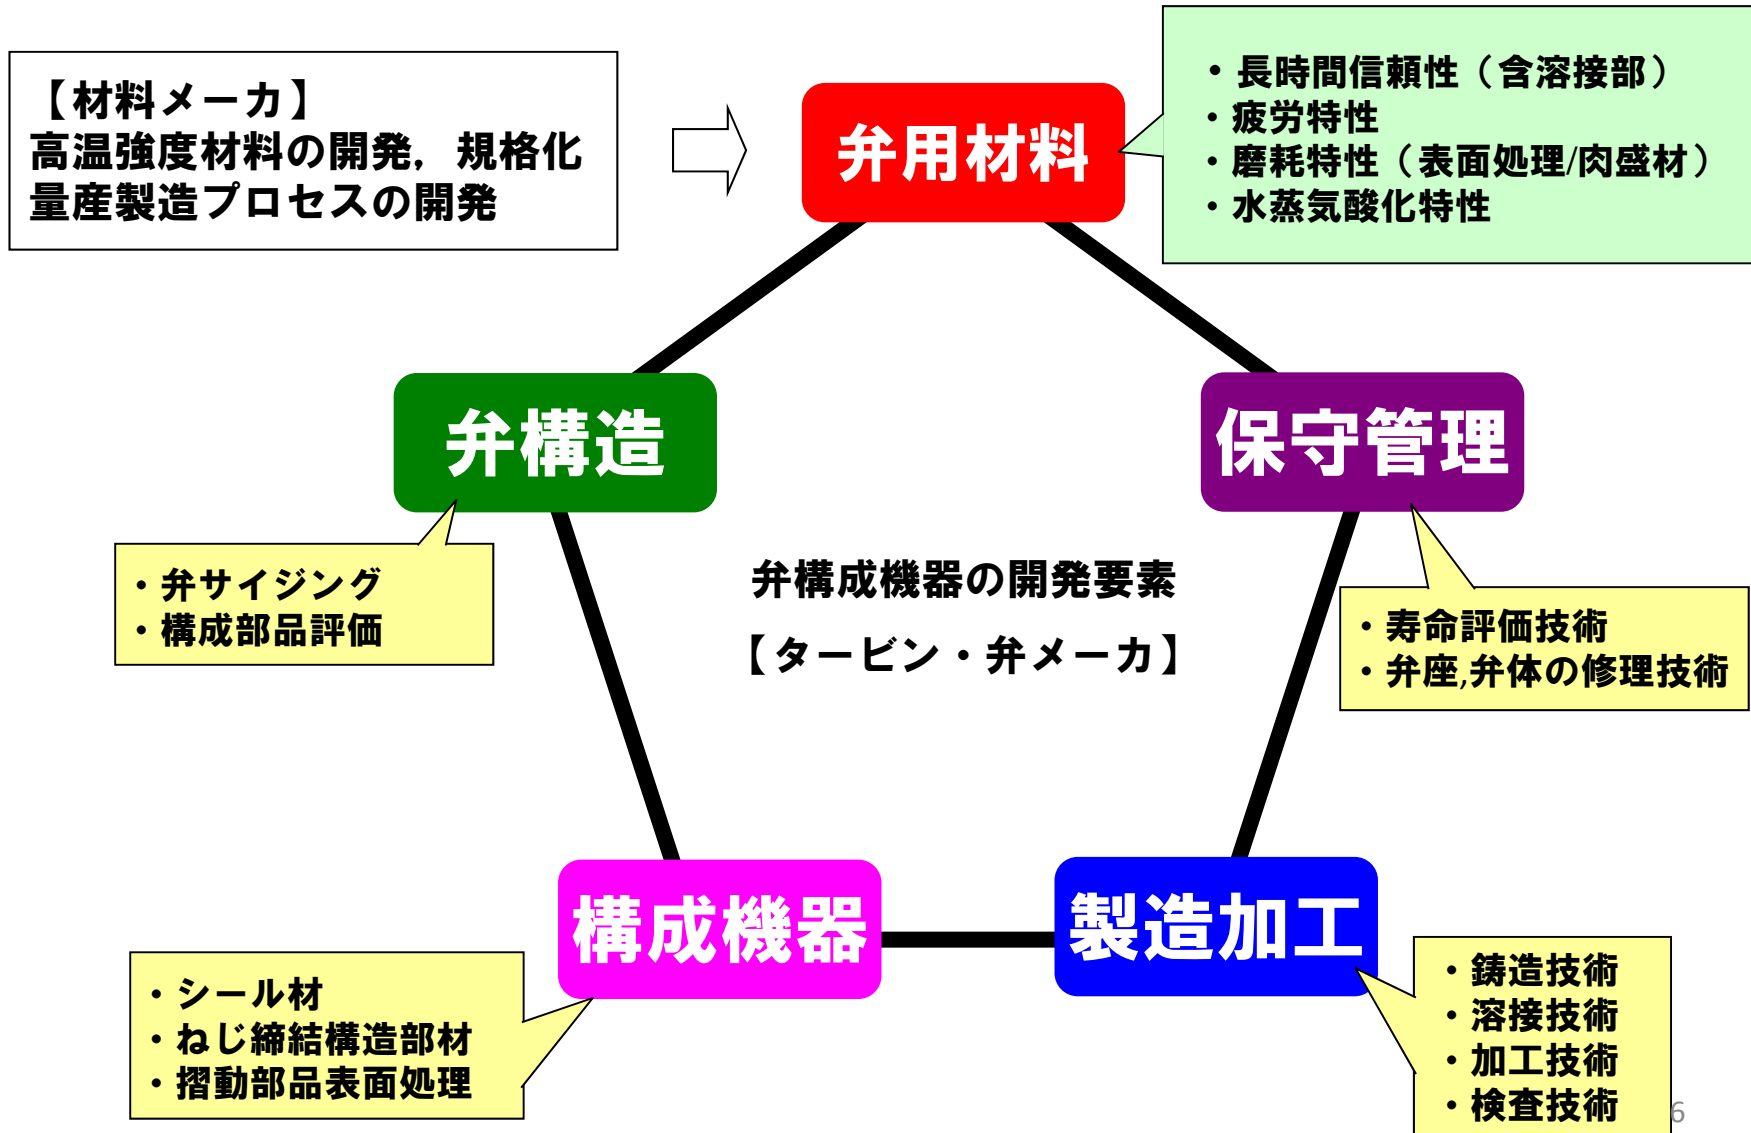 【材料メーカ】
高温強度材料の開発，規格化
量産製造プロセスの開発
弁用材料
・長時間信頼性（含溶接部）
・疲労特性
・磨耗特性（表面処理/肉盛材）
・水蒸気酸化特性
弁構造
保守管理
・弁サイジング
・構成部品評価
弁構成機器の開発要素
【タービン・弁メーカ】
・寿命評価技術
・弁座,弁体の修理技術
構成機器
製造加工
・シール材
・ねじ締結構造部材
・摺動部品表面処理
・鋳造技術
・溶接技術
・加工技術
・検査技術
6